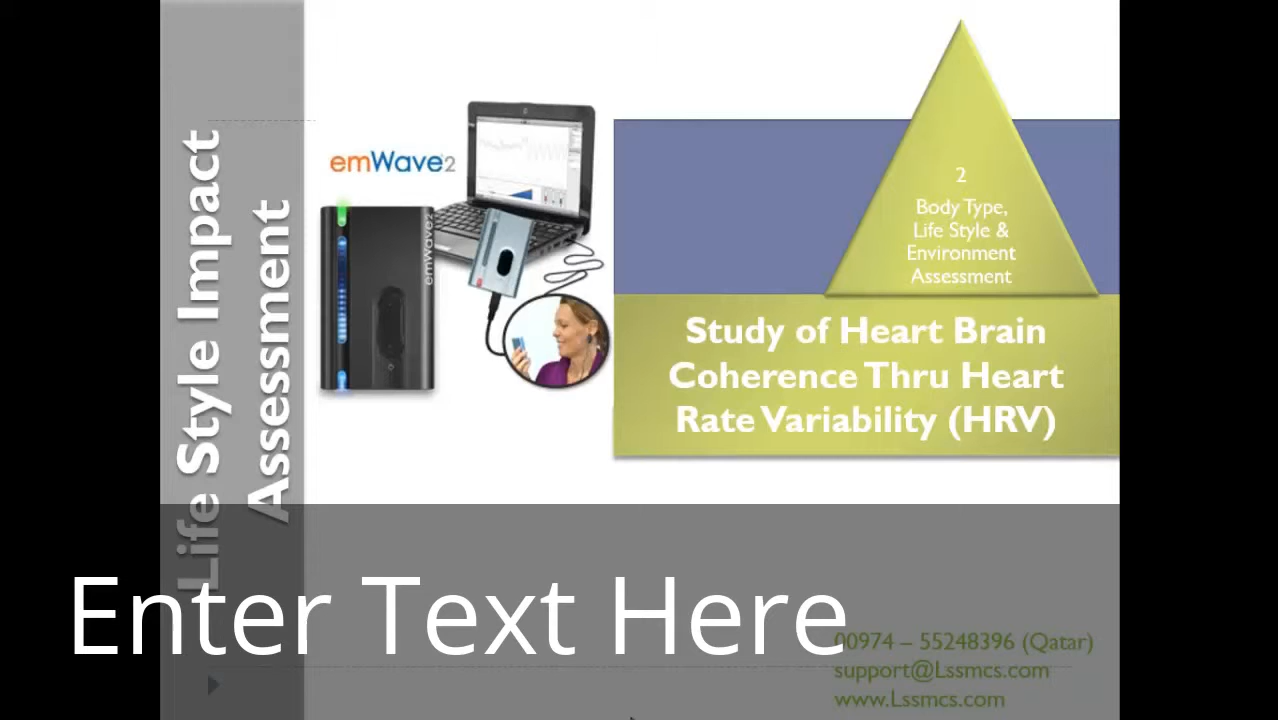 Life Style Impact
Assessment
emWave2
emWave2
2
Body Type,
Life Style &
Environment
Assessment
Study of Heart Brain
Coherence Thru Heart
Rate Variability (HRV)
Enter Text Here
00974 – 55248396 (Qatar)
support@Lssmcs.com
www.Lssmcs.com